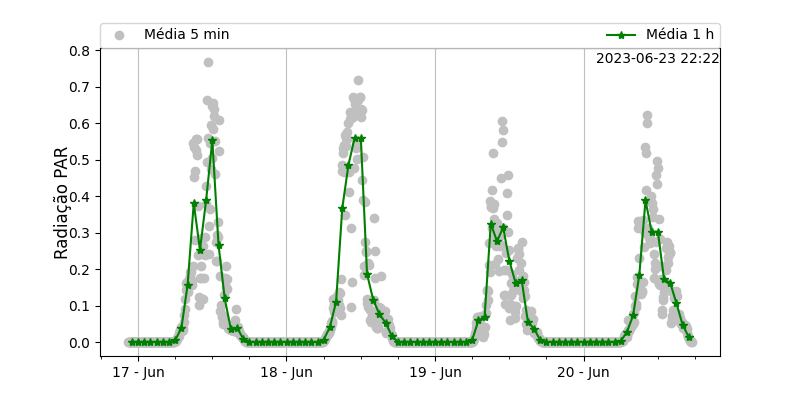 Média 5 min
Média 1 h
2023-06-23 22:22
Radiação PAR
0.8
0.7
0.6
0.5
0.4
0.3
0.2
0.1
0.0
17 - Jun
18 - Jun
19 - Jun
20 - Jun